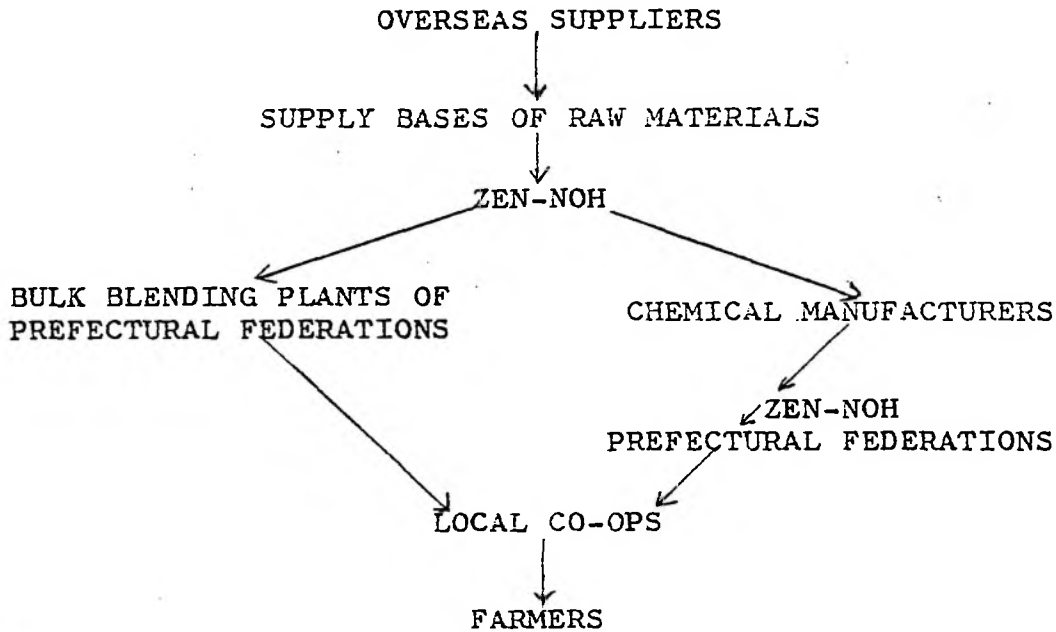 OVERSEAS SUPPLIERS
SUPPLY BASES OF RAW MATERIALS
ZEN-NOH
BULK BLENDING PLANTS OF
PREFECTURAL FEDERATIONS
CHEMICAL MANUFACTURERS
ZEN-NOH
PREFECTURAL FEDERATIONS
LOCAL CO-OPS
FARMERS